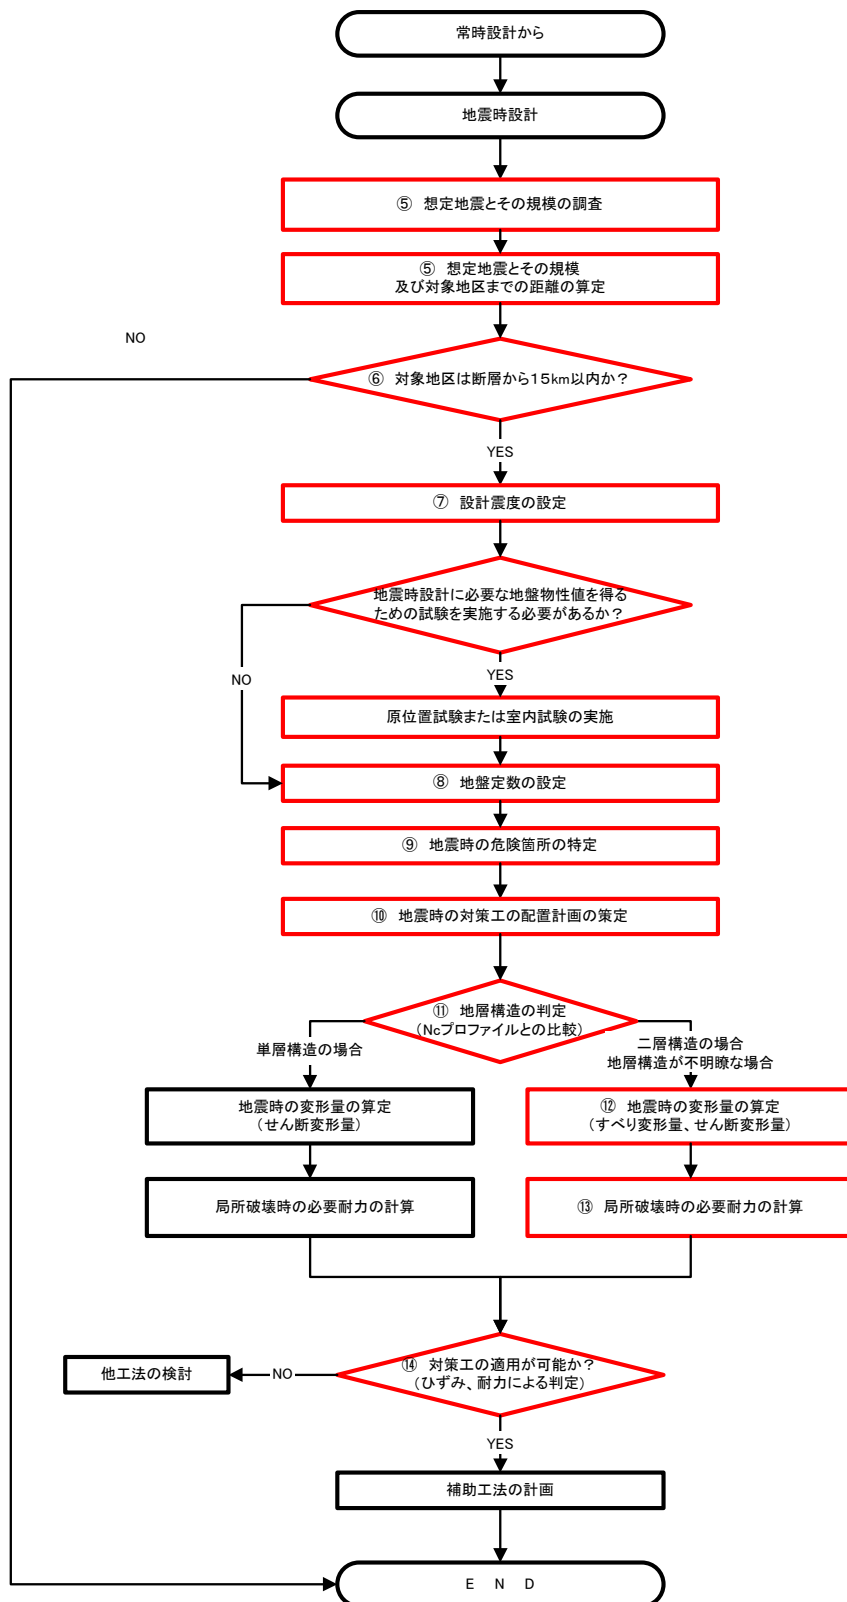 常時設計から
地震時設計
⑤ 想定地震とその規模の調査
⑤ 想定地震とその規模
及び対象地区までの距離の算定
NO
⑥ 対象地区は断層から15km以内か?
YES
⑦ 設計震度の設定
地震時設計に必要な地盤物性値を得る
ための試験を実施する必要があるか?
NO
YES
原位置試験または室内試験の実施
⑧ 地盤定数の設定
⑨ 地震時の危険箇所の特定
⑩ 地震時の対策工の配置計画の策定
⑪ 地層構造の判定
(Ncプロファイルとの比較)
単層構造の場合
二層構造の場合
地層構造が不明瞭な場合
地震時の変形量の算定
(せん断変形量)
⑫ 地震時の変形量の算定
(すべり変形量、せん断変形量)
局所破壊時の必要耐力の計算
⑬ 局所破壊時の必要耐力の計算
⑭ 対策工の適用が可能か?
(ひずみ、耐力による判定)
NO
他工法の検討
YES
補助工法の計画
E N D